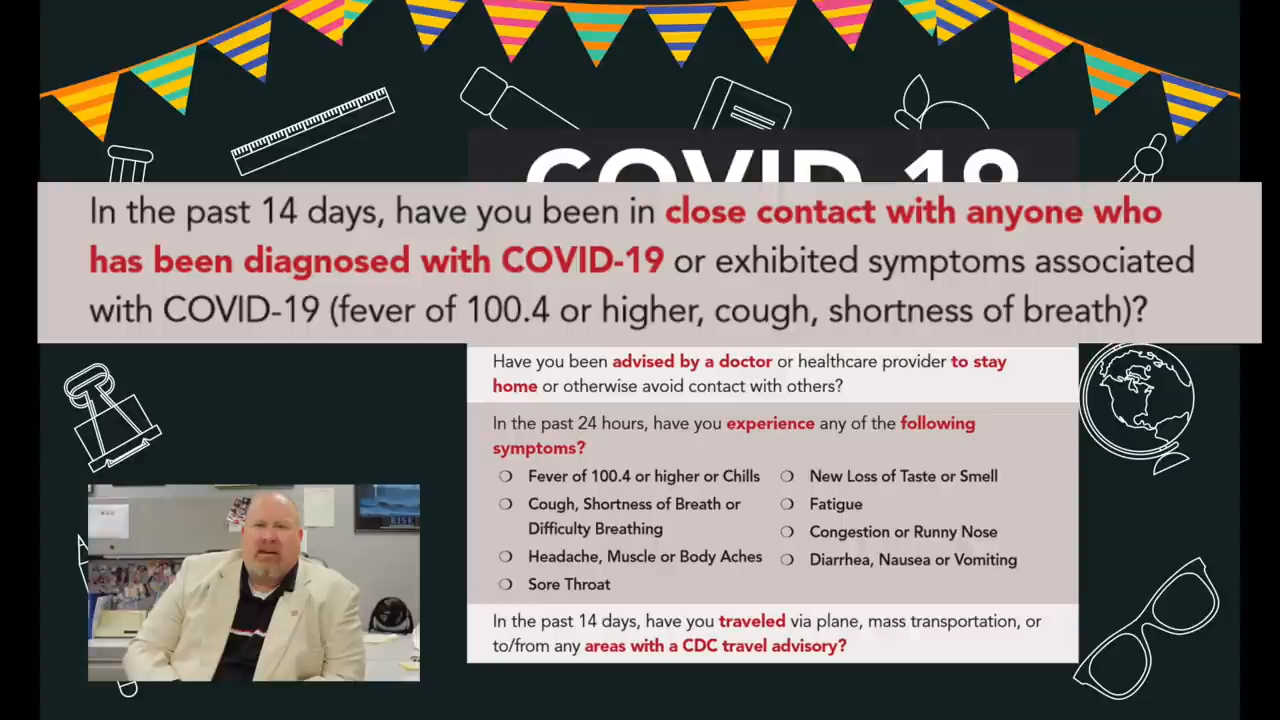 COVID-19
In the past 14 days, have you been in close contact with anyone who
has been diagnosed with COVID-19 or exhibited symptoms associated
with COVID-19 (fever of 100.4 or higher, cough, shortness of breath)?
Have you been advised by a doctor or healthcare provider to stay
home or otherwise avoid contact with others?
In the past 24 hours, have you experience any of the following
symptoms?
Fever of 100.4 or higher or Chills
Cough, Shortness of Breath or
Difficulty Breathing
Headache, Muscle or Body Aches
Sore Throat
New Loss of Taste or Smell
Fatigue
Congestion or Runny Nose
Diarrhea, Nausea or Vomiting
In the past 14 days, have you traveled via plane, mass transportation, or
to/from any areas with a CDC travel advisory?
RISK